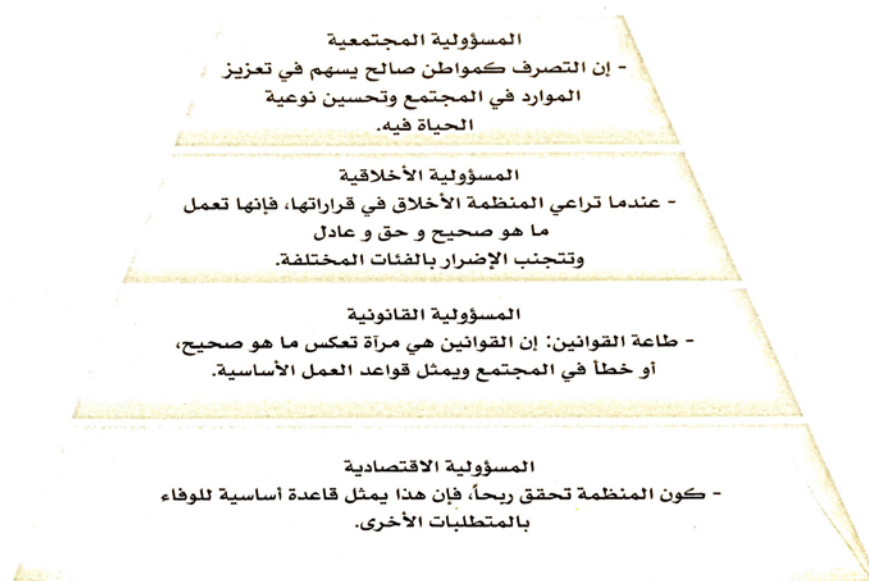 المسؤولية المجتمعية
- إن التصرف كمواطن صالح يسهم في تعزيز
الموارد في المجتمع وتحسين نوعية
الحياة فيه.
المسؤولية الأخلاقية
- عندما تراعي المنظمة الأخلاق في قراراتها، فإنها تعمل
ما هو صحيح و حق و عادل
وتتجنب الإضرار بالفئات المختلفة.
المسؤولية القانونية
- طاعة القوانين: إن القوانين هي مرآة تعكس ما هو صحيح،
أو خطأ في المجتمع ويمثل قواعد العمل الأساسية.
المسؤولية الاقتصادية
- كون المنظمة تحقق ربحاً، فإن هذا يمثل قاعدة أساسية للوفاء
بالمتطلبات الأخرى.